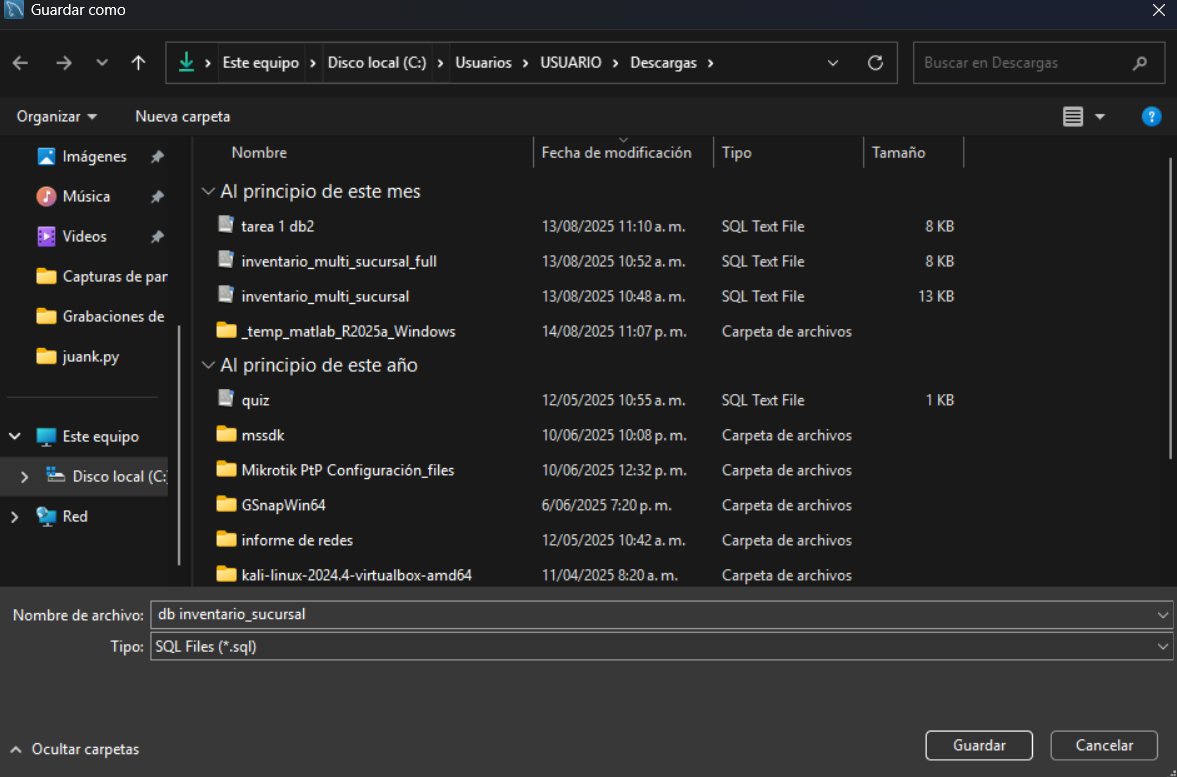 Guardar como
Este equipo > Disco local (C:) > Usuarios > USUARIO > Descargas >
Buscar en Descargas
Organizar
Nueva carpeta
?
Imágenes
Música
Videos
Capturas de par
Grabaciones de
juank.py
Este equipo
Disco local (C:
Red
Nombre Fecha de modificación Tipo Tamaño
Al principio de este mes
tarea 1 db2 13/08/2025 11:10 a. m. SQL Text File 8 KB
inventario_multi_sucursal_full 13/08/2025 10:52 a. m. SQL Text File 8 KB
inventario_multi_sucursal 13/08/2025 10:48 a. m. SQL Text File 13 KB
_temp_matlab_R2025a_Windows 14/08/2025 11:07 p. m. Carpeta de archivos
Al principio de este año
quiz 12/05/2025 10:55 a. m. SQL Text File 1 KB
mssdk 10/06/2025 10:08 p. m. Carpeta de archivos
Mikrotik PtP Configuración_files 10/06/2025 12:32 p. m. Carpeta de archivos
GSnapWin64 6/06/2025 7:20 p. m. Carpeta de archivos
informe de redes 12/05/2025 10:42 a. m. Carpeta de archivos
kali-linux-2024.4-virtualbox-amd64 11/04/2025 8:20 a. m. Carpeta de archivos
Nombre de archivo: db inventario_sucursal
Tipo: SQL Files (*.sql)
Ocultar carpetas
Guardar
Cancelar